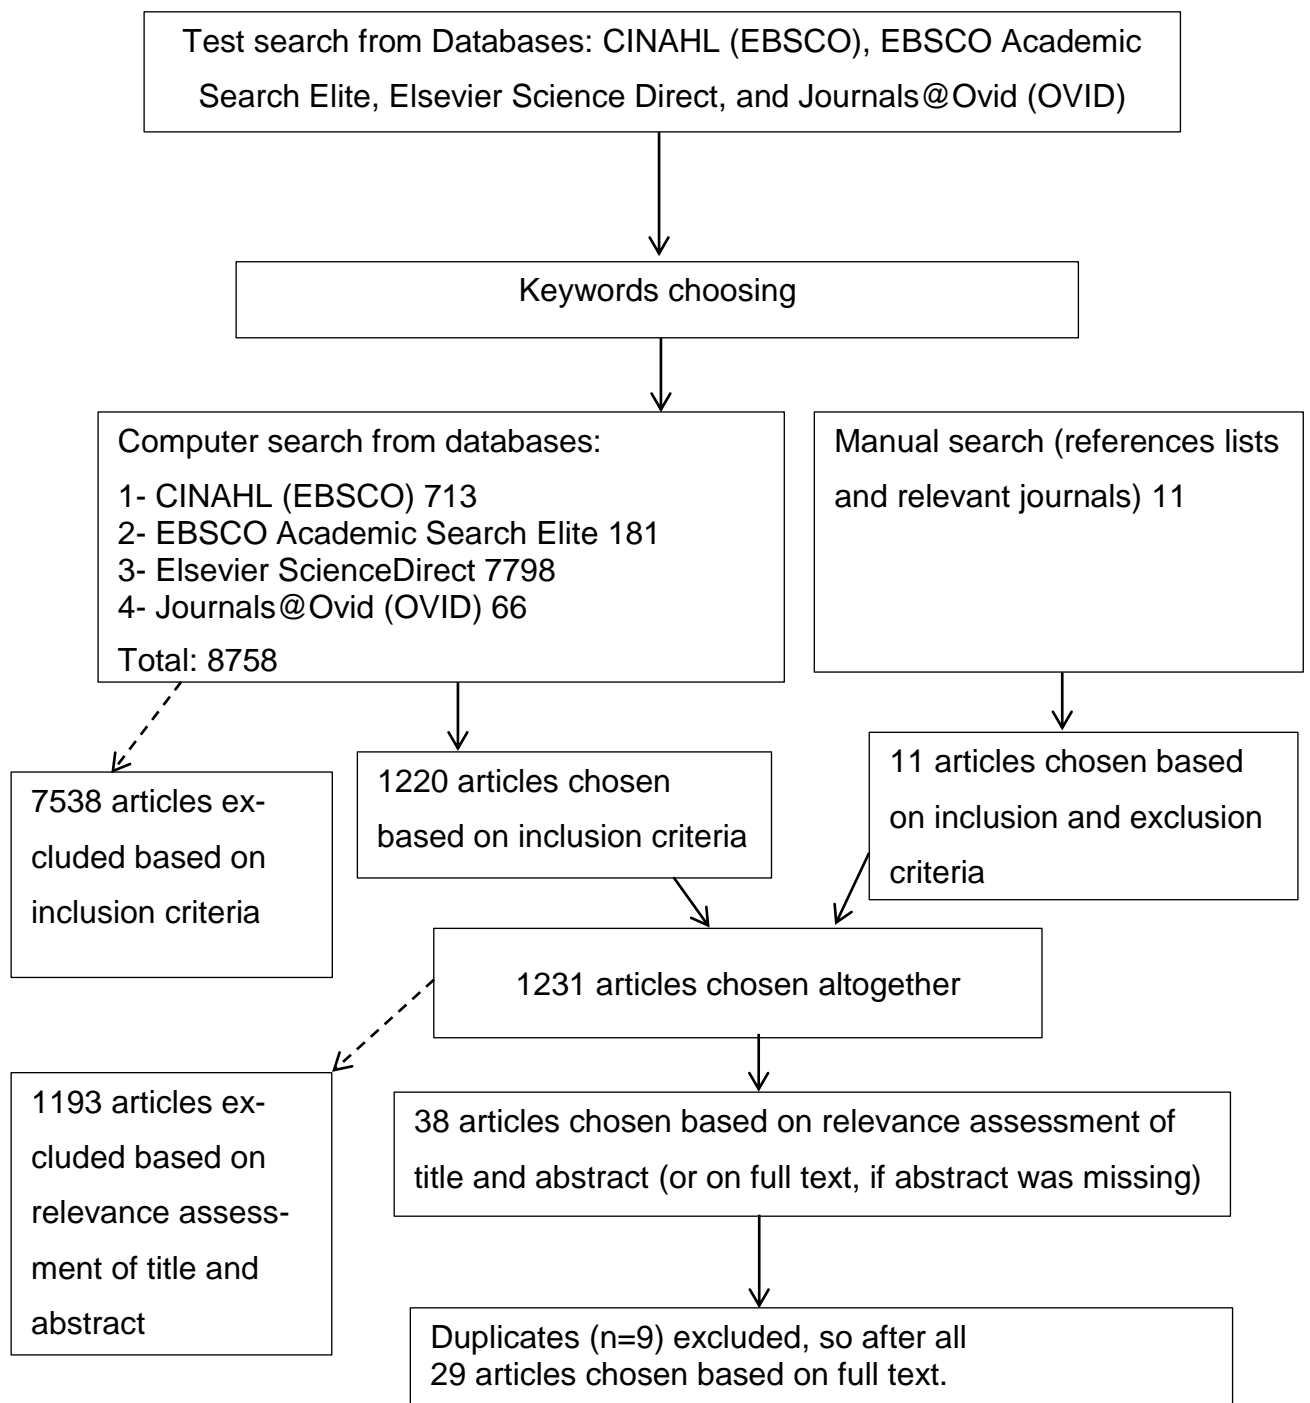 Test search from Databases: CINAHL (EBSCO), EBSCO Academic
Search Elite, Elsevier Science Direct, and Journals@Ovid (OVID)
Keywords choosing
Computer search from databases:
1- CINAHL (EBSCO) 713
2- EBSCO Academic Search Elite 181
3- Elsevier ScienceDirect 7798
4- Journals@Ovid (OVID) 66
Total: 8758
Manual search (references lists
and relevant journals) 11
7538 articles ex-
cluded based on
inclusion criteria
1220 articles chosen
based on inclusion criteria
11 articles chosen based
on inclusion and exclusion
criteria
1231 articles chosen altogether
1193 articles ex-
cluded based on
relevance assess-
ment of title and
abstract
38 articles chosen based on relevance assessment of
title and abstract (or on full text, if abstract was missing)
Duplicates (n=9) excluded, so after all
29 articles chosen based on full text.